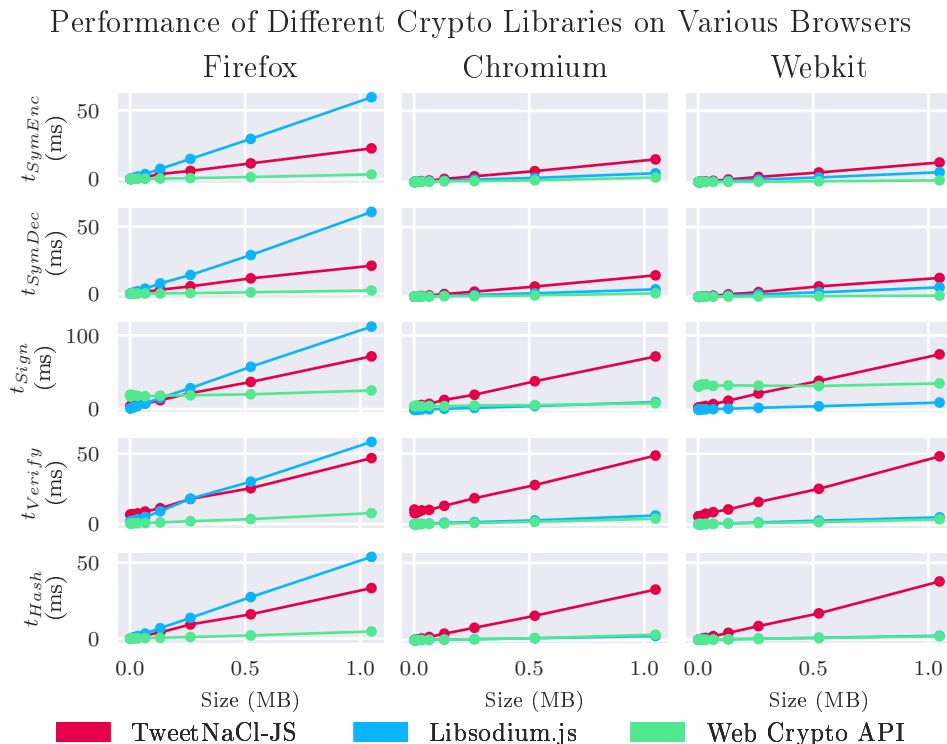 Performance of Different Crypto Libraries on Various Browsers
Firefox Chromium Webkit
t_SymEnc (ms)
50
0
t_SymDec (ms)
50
0
t_Sign (ms)
100
0
t_Verify (ms)
50
0
t_Hash (ms)
50
0
0.0 0.5 1.0 0.0 0.5 1.0 0.0 0.5 1.0
Size (MB) Size (MB) Size (MB)
TweetNaCl-JS Libsodium.js Web Crypto API